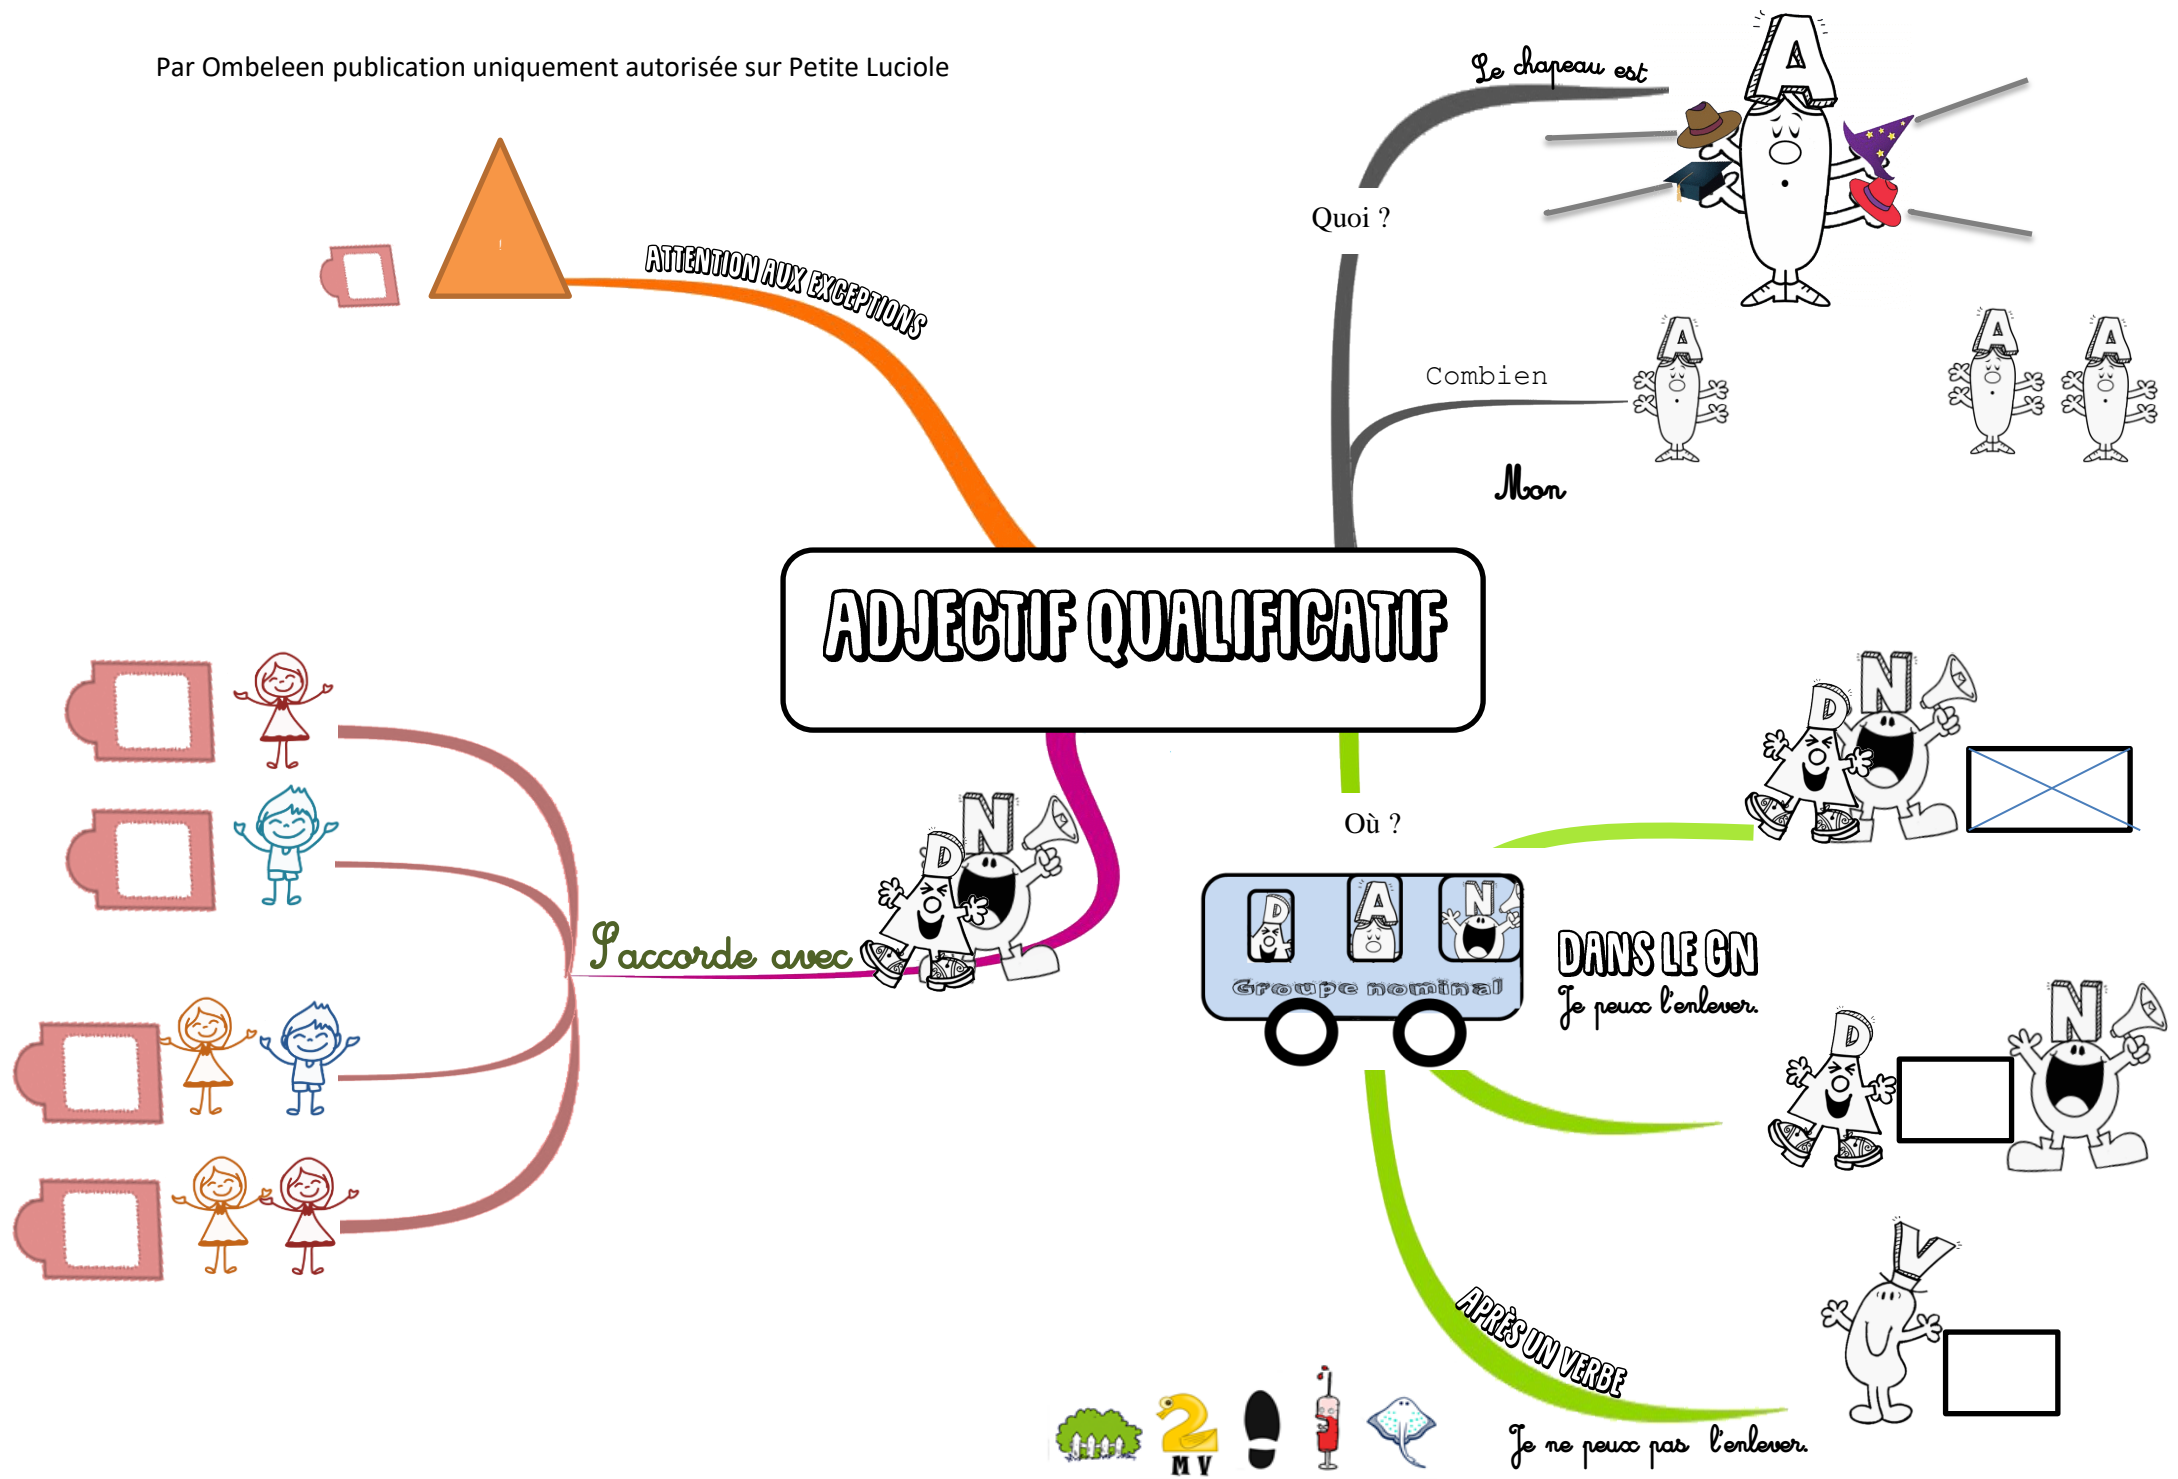 Par Ombeleen publication uniquement autorisée sur Petite Luciole
Le chapeau est
A
Quoi ?
!
ATTENTION AUX EXCEPTIONS
A
A
A
Combien
Mon
ADJECTIF QUALIFICATIF
D N
D N
Où ?
S'accorde avec
D A N
Groupe nominal
DANS LE GN
Je peux l'enlever.
D N
V
APRÈS UN VERBE
2
M V
Je ne peux pas l'enlever.